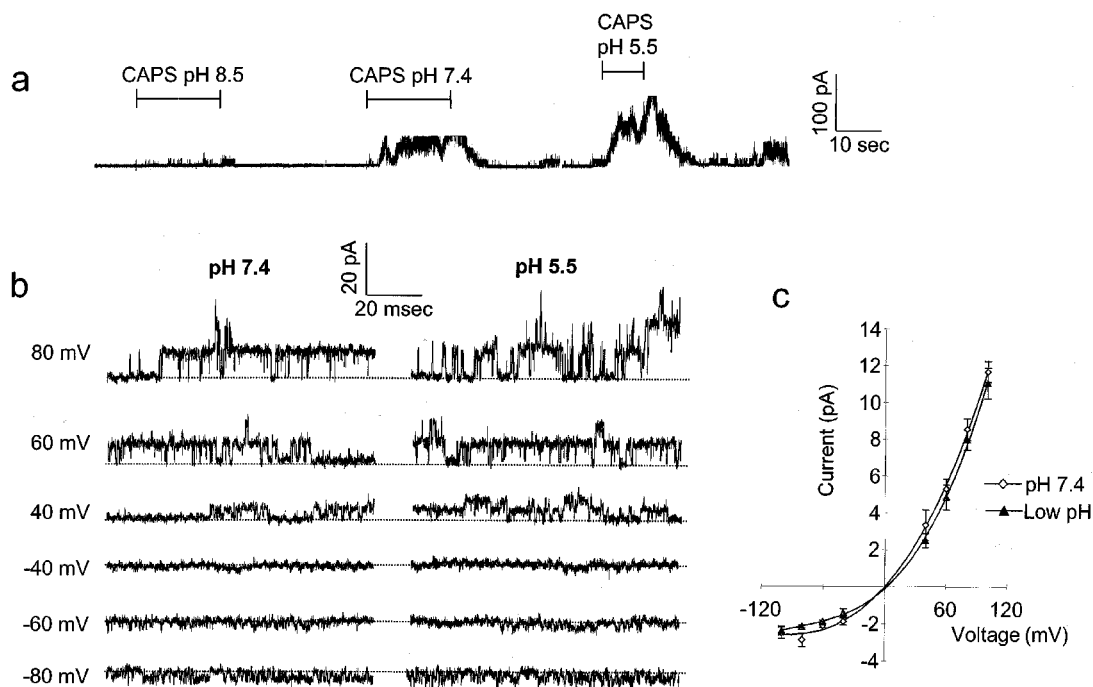 a
CAPS pH 8.5
CAPS pH 7.4
CAPS
pH 5.5
100 pA
10 sec
b
pH 7.4
20 pA
20 msec
pH 5.5
80 mV
60 mV
40 mV
-40 mV
-60 mV
-80 mV
c
14
12
10
8
6
4
2
-2
-4
Current (pA)
-120
60
120
Voltage (mV)
pH 7.4
Low pH